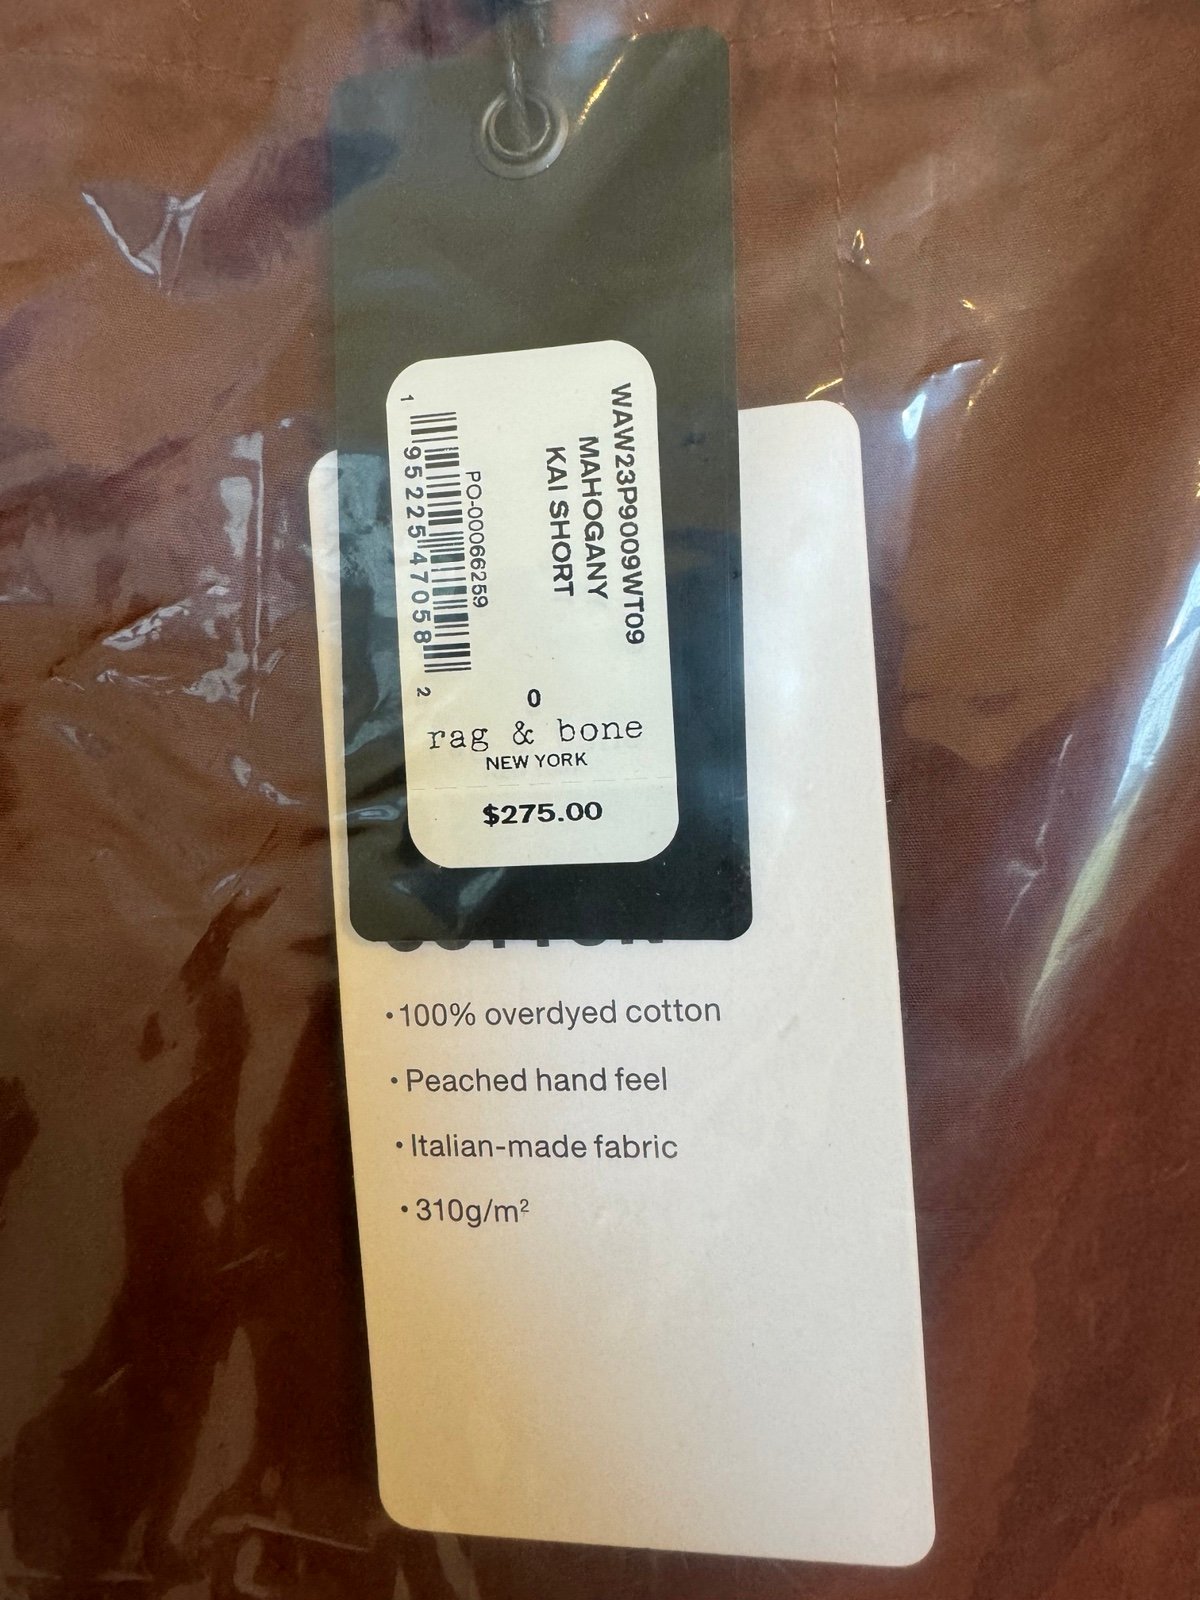 WAW23P9009WT09
MAHOGANY
KAI SHORT
PO-00066259
1 95225 47058 2
0
rag & bone
NEW YORK
$275.00
•100% overdyed cotton
•Peached hand feel
•Italian-made fabric
•310g/m²